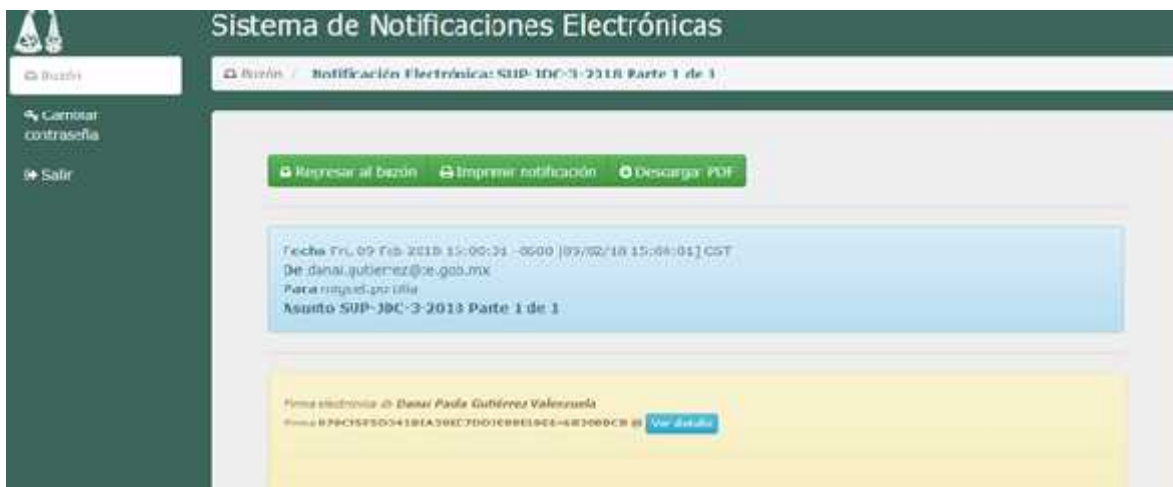 Sistema de Notificaciones Electrónicas
Buzón
Buzón / Notificación Electrónica: SUP-JDC-3-2018 Parte 1 de 1
Cambiar
contraseña
Salir
Regresar al buzón Imprimir notificación Descargar PDF
Fecha Fri, 09 Feb 2018 CST
De danai.gutierrez@te.gob.mx
Para
Asunto SUP-JDC-3-2018 Parte 1 de 1
Firma electrónica de Danai Paola Gutiérrez Valenzuela
Firma Ver detalle